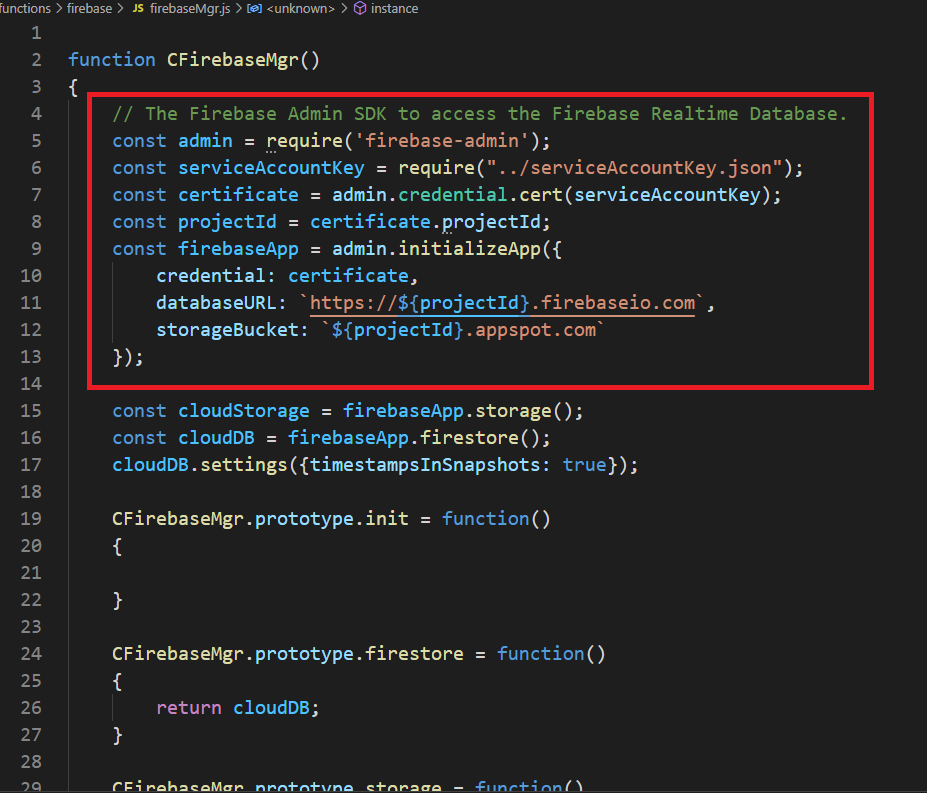 functions > firebase > JS firebaseMgr.js > <unknown> > instance
1
2 function CFirebaseMgr()
3 {
4 // The Firebase Admin SDK to access the Firebase Realtime Database.
5 const admin = require('firebase-admin');
6 const serviceAccountKey = require("../serviceAccountKey.json");
7 const certificate = admin.credential.cert(serviceAccountKey);
8 const projectId = certificate.projectId;
9 const firebaseApp = admin.initializeApp({
10 credential: certificate,
11 databaseURL: `https://${projectId}.firebaseio.com`,
12 storageBucket: `${projectId}.appspot.com`
13 });
14
15 const cloudStorage = firebaseApp.storage();
16 const cloudDB = firebaseApp.firestore();
17 cloudDB.settings({timestampsInSnapshots: true});
18
19 CFirebaseMgr.prototype.init = function()
20 {
21
22 }
23
24 CFirebaseMgr.prototype.firestore = function()
25 {
26 return cloudDB;
27 }
28
29 CFirebaseMgr.prototype.storage = function()